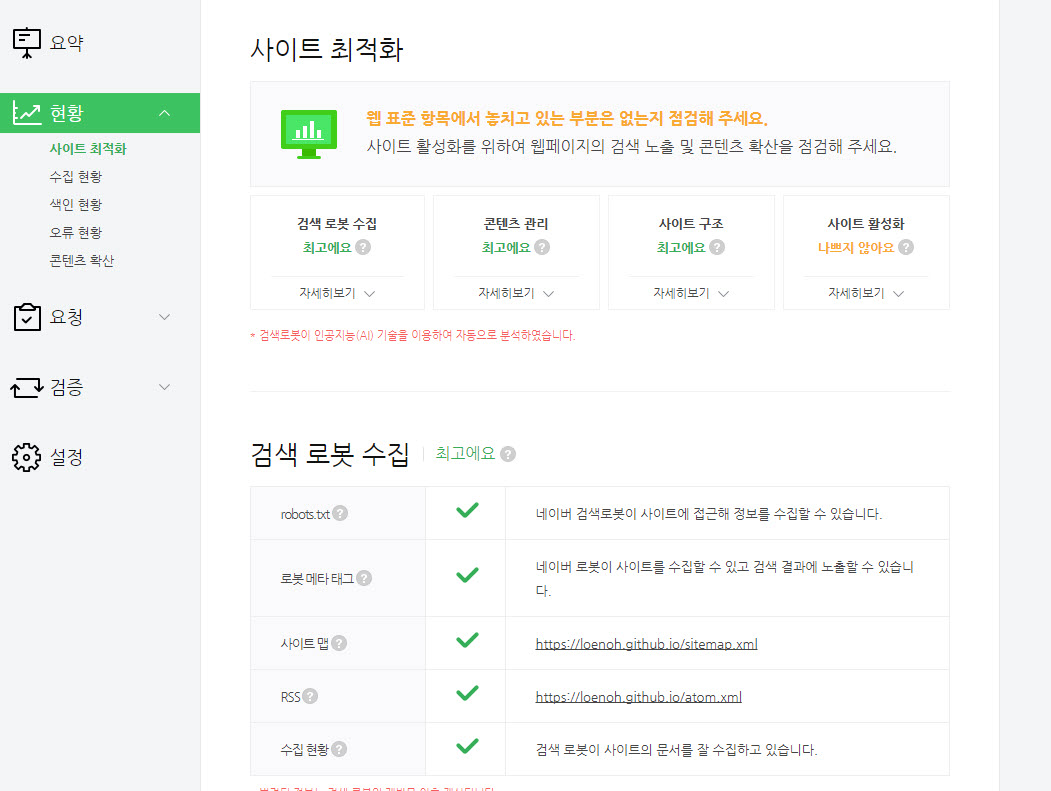 요약
현황
사이트 최적화
수집 현황
색인 현황
오류 현황
콘텐츠 확산
요청
검증
설정
사이트 최적화
웹 표준 항목에서 놓치고 있는 부분은 없는지 점검해 주세요.
사이트 활성화를 위하여 웹페이지의 검색 노출 및 콘텐츠 확산을 점검해 주세요.
검색 로봇 수집
최고에요 ?
자세히보기
콘텐츠 관리
최고에요 ?
자세히보기
사이트 구조
최고에요 ?
자세히보기
사이트 활성화
나쁘지 않아요 ?
자세히보기
* 검색로봇이 인공지능(AI) 기술을 이용하여 자동으로 분석하였습니다.
검색 로봇 수집 최고에요 ?
robots.txt ? 네이버 검색로봇이 사이트에 접근해 정보를 수집할 수 있습니다.
로봇 메타 태그 ? 네이버 로봇이 사이트를 수집할 수 있고 검색 결과에 노출할 수 있습니
다.
사이트 맵 ? https://loenoh.github.io/sitemap.xml
RSS ? https://loenoh.github.io/atom.xml
수집 현황 ? 검색 로봇이 사이트의 문서를 잘 수집하고 있습니다.